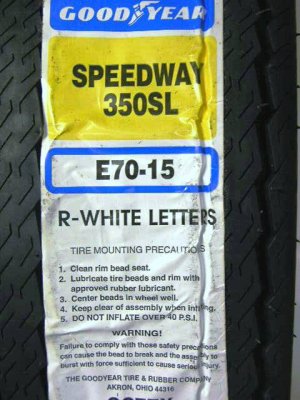 GOODYEAR
SPEEDWAY
350SL
E70-15
R-WHITE LETTERS
TIRE MOUNTING PRECAUTIONS
1. Clean rim bead seat.
2. Lubricate tire beads and rim with
approved rubber lubricant.
3. Center beads in wheel well.
4. Keep clear of assembly when inflating.
5. DO NOT INFLATE OVER 40 P.S.I.
WARNING!
Failure to comply with those safety precautions
can cause the bead to break and the assembly to
burst with force sufficient to cause serious injury.
THE GOODYEAR TIRE & RUBBER COMPANY
AKRON, OHIO 44316